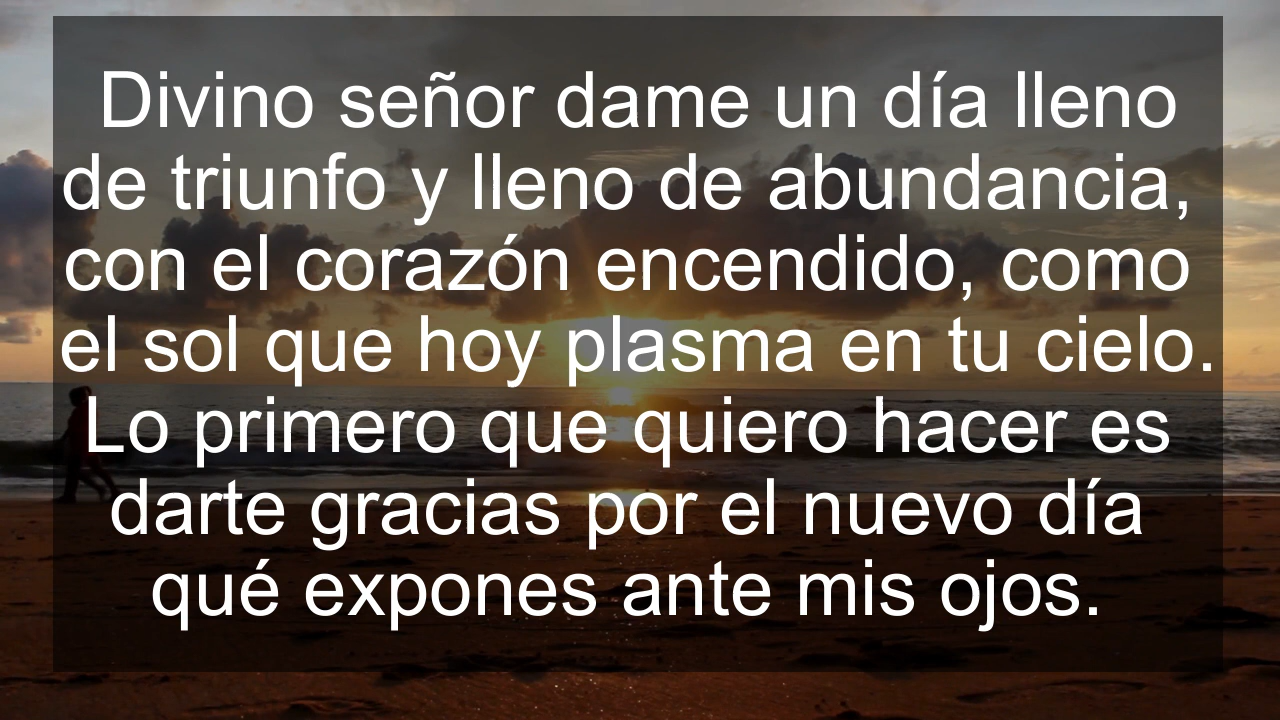 Divino señor dame un día lleno
de triunfo y lleno de abundancia,
con el corazón encendido, como
el sol que hoy plasma en tu cielo.
Lo primero que quiero hacer es
darte gracias por el nuevo día
qué expones ante mis ojos.